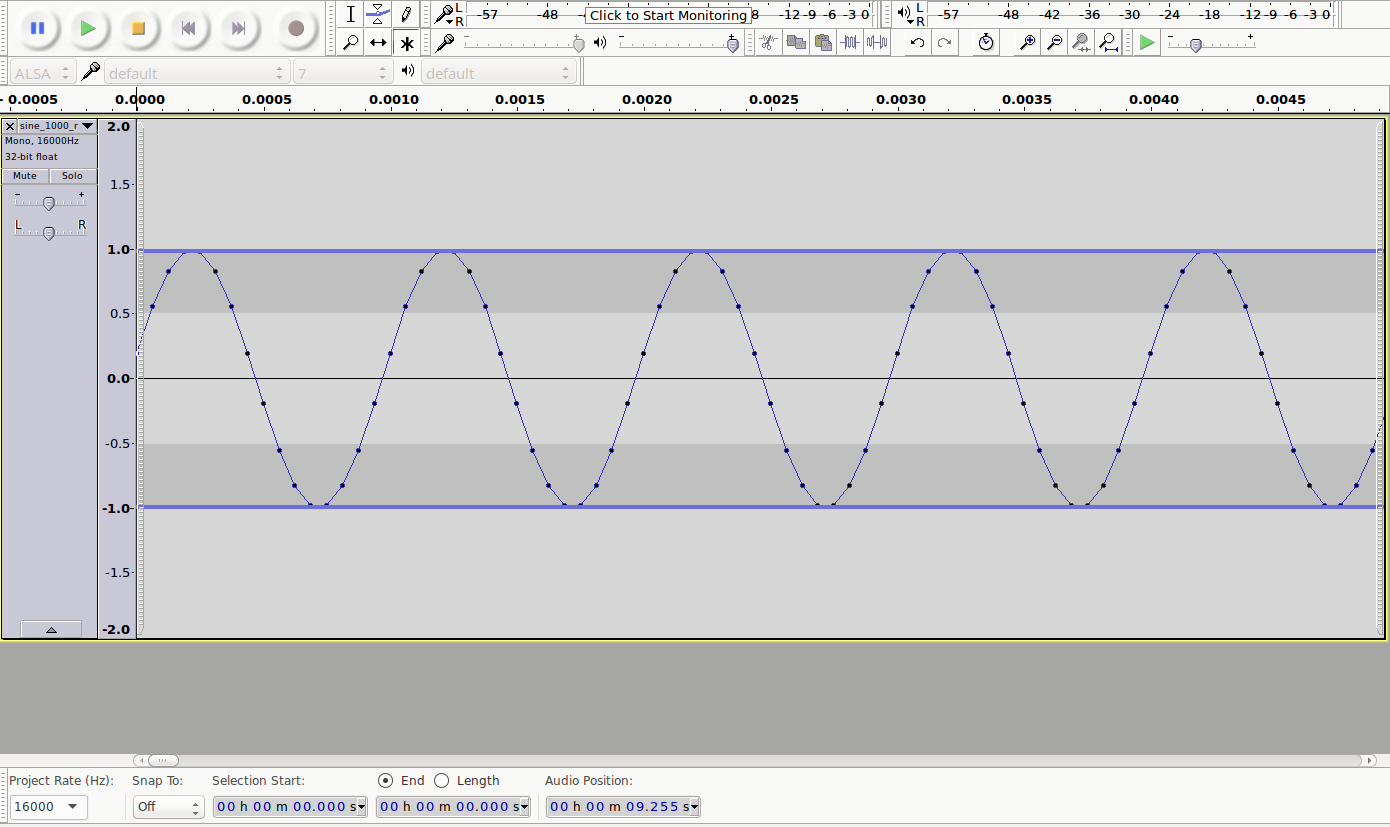 L
R
-57 -48 Click to Start Monitoring 8 -12 -9 -6 -3 0
L
R
-57 -48 -42 -36 -30 -24 -18 -12 -9 -6 -3 0
- + - +
- +
ALSA default 7 default
- 0.0005 0.0000 0.0005 0.0010 0.0015 0.0020 0.0025 0.0030 0.0035 0.0040 0.0045
sine_1000_r
Mono, 16000Hz
32-bit float
Mute Solo
- +
L R
2.0
1.5
1.0
0.5
0.0
-0.5
-1.0
-1.5
-2.0
Project Rate (Hz): Snap To: Selection Start: End Length Audio Position:
16000 Off 00 h 00 m 00.000 s 00 h 00 m 00.000 s 00 h 00 m 09.255 s